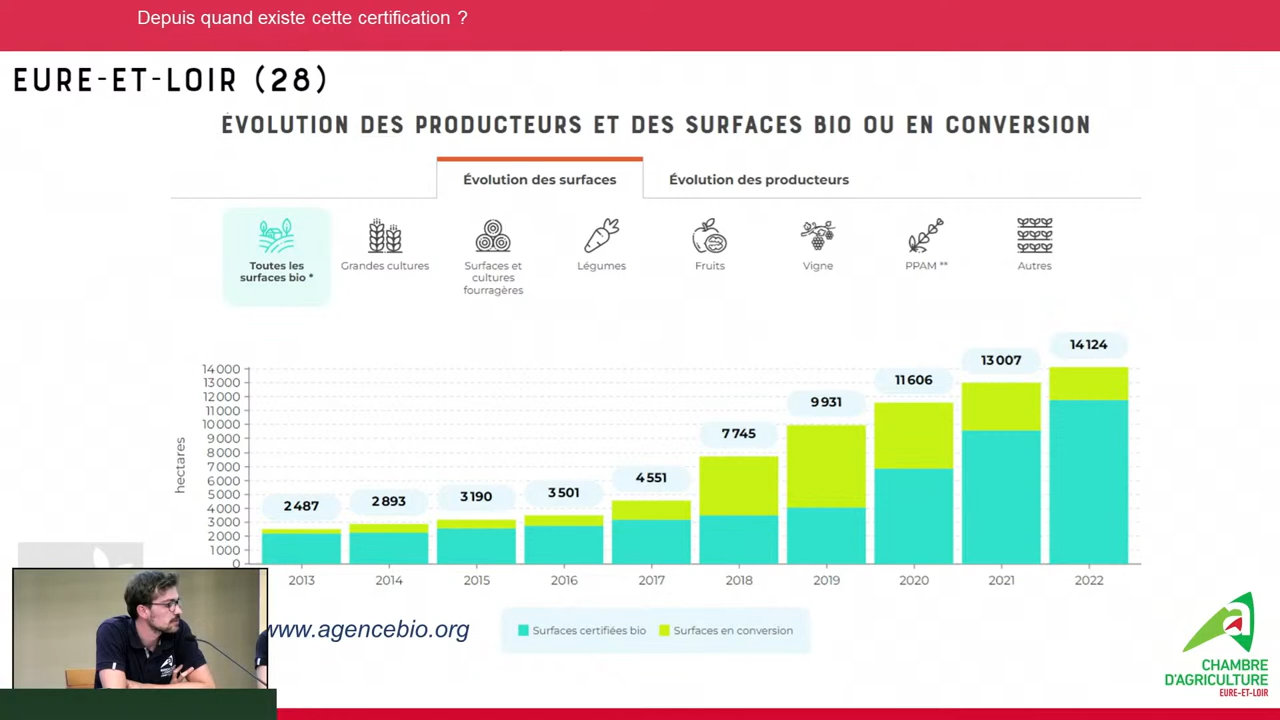 Depuis quand existe cette certification ?
EURE-ET-LOIR (28)
ÉVOLUTION DES PRODUCTEURS ET DES SURFACES BIO OU EN CONVERSION
Évolution des surfaces
Évolution des producteurs
Toutes les
surfaces bio *
Grandes cultures
Surfaces et
cultures
fourragères
Légumes
Fruits
Vigne
PPAM **
Autres
hectares
14 000
13 000
12 000
11 000
10 000
9 000
8 000
7 000
6 000
5 000
4 000
3 000
2 000
1 000
0
2 487
2 893
3 190
3 501
4 551
7 745
9 931
11 606
13 007
14 124
2013
2014
2015
2016
2017
2018
2019
2020
2021
2022
www.agencebio.org
Surfaces certifiées bio
Surfaces en conversion
CHAMBRE
D'AGRICULTURE
EURE-ET-LOIR